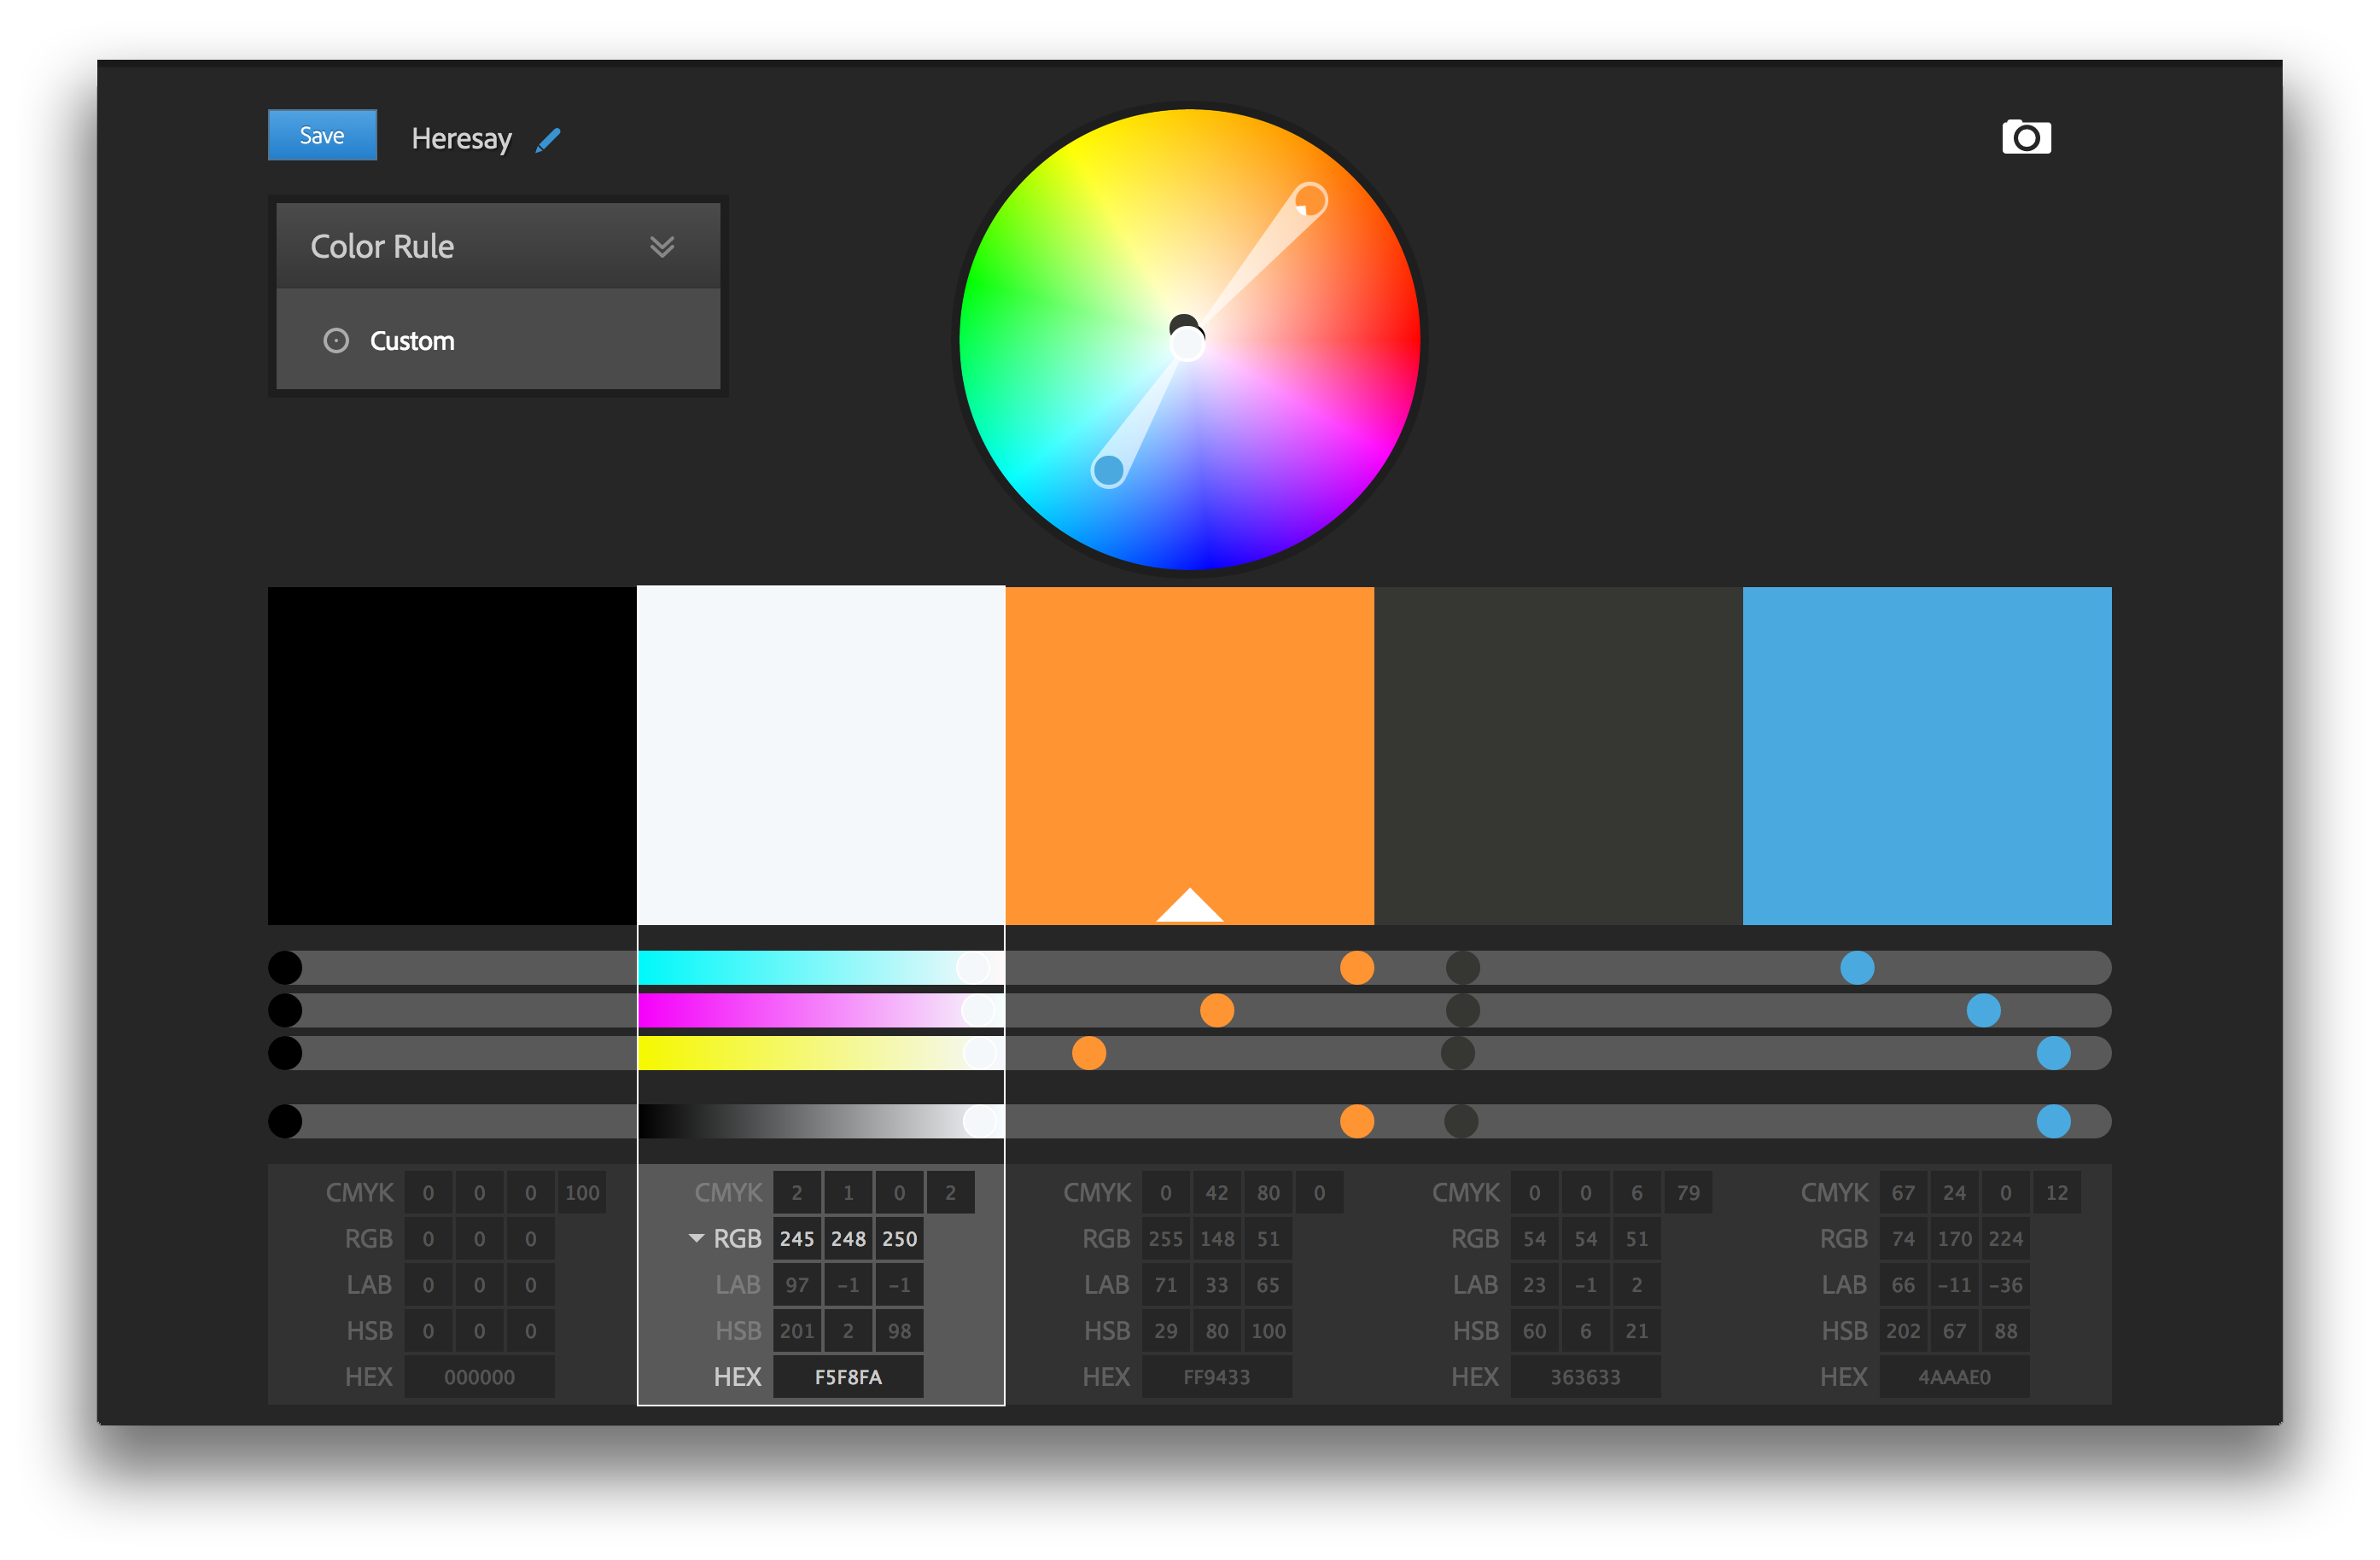 Save Heresay
Color Rule
Custom
CMYK 0 0 0 100 CMYK 2 1 0 2 CMYK 0 42 80 0 CMYK 0 0 6 79 CMYK 67 24 0 12
RGB 0 0 0 RGB 245 248 250 RGB 255 148 51 RGB 54 54 51 RGB 74 170 224
LAB 0 0 0 LAB 97 −1 −1 LAB 71 33 65 LAB 23 −1 2 LAB 66 −11 −36
HSB 0 0 0 HSB 201 2 98 HSB 29 80 100 HSB 60 6 21 HSB 202 67 88
HEX 000000 HEX F5F8FA HEX FF9433 HEX 363633 HEX 4AAAE0